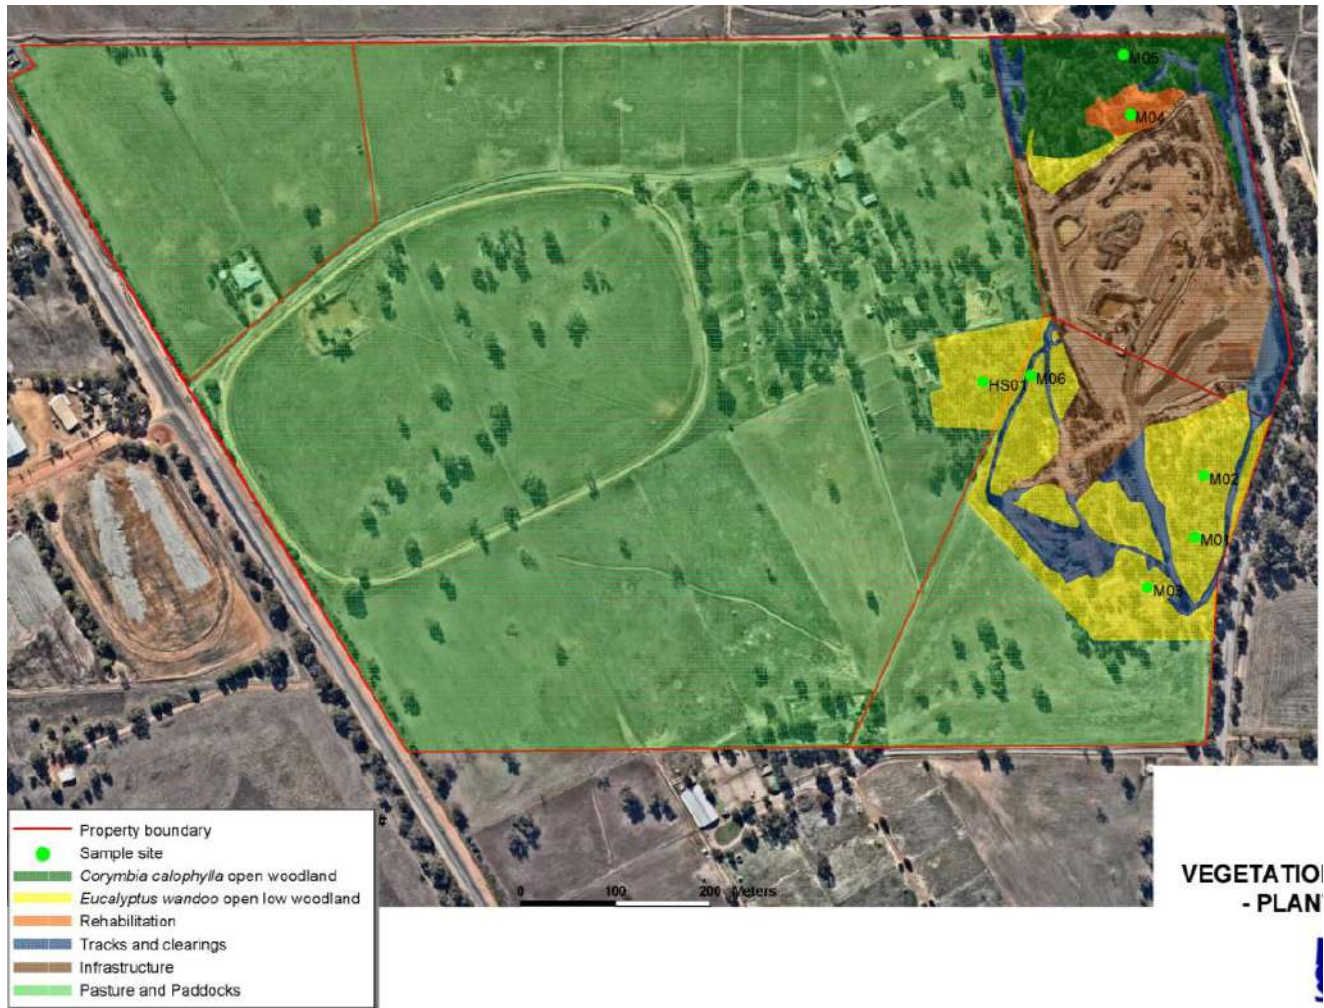 M05
M04
HS01
M06
M02
M01
M03
Property boundary
Sample site
Corymbia calophylla open woodland
Eucalyptus wandoo open low woodland
Rehabilitation
Tracks and clearings
Infrastructure
Pasture and Paddocks
0 100 200 Meters
VEGETATION
- PLAN